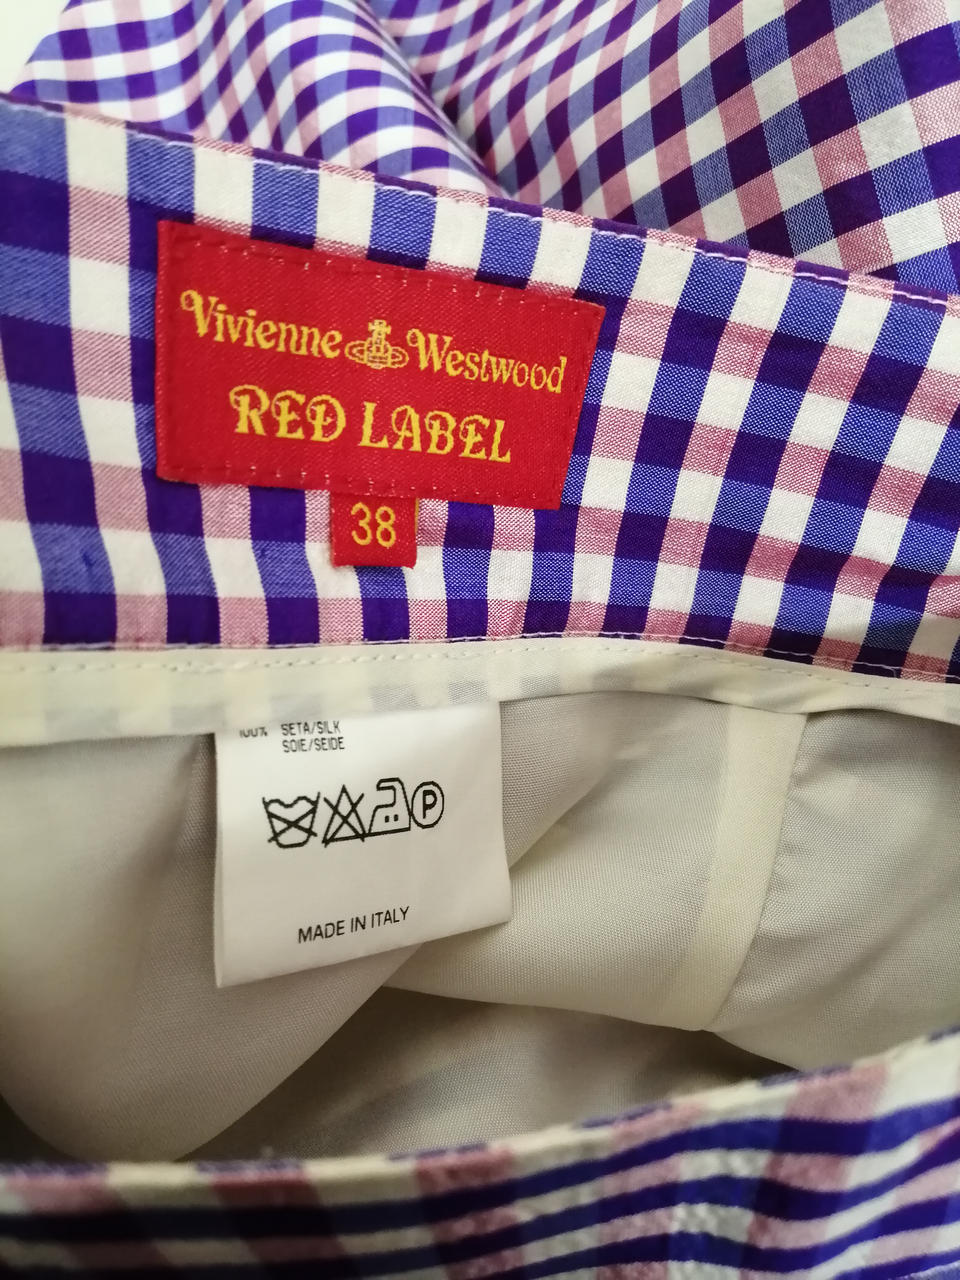 Vivienne Westwood
RED LABEL
38
100% SETA/SILK
SOIE/SEIDE
P
MADE IN ITALY